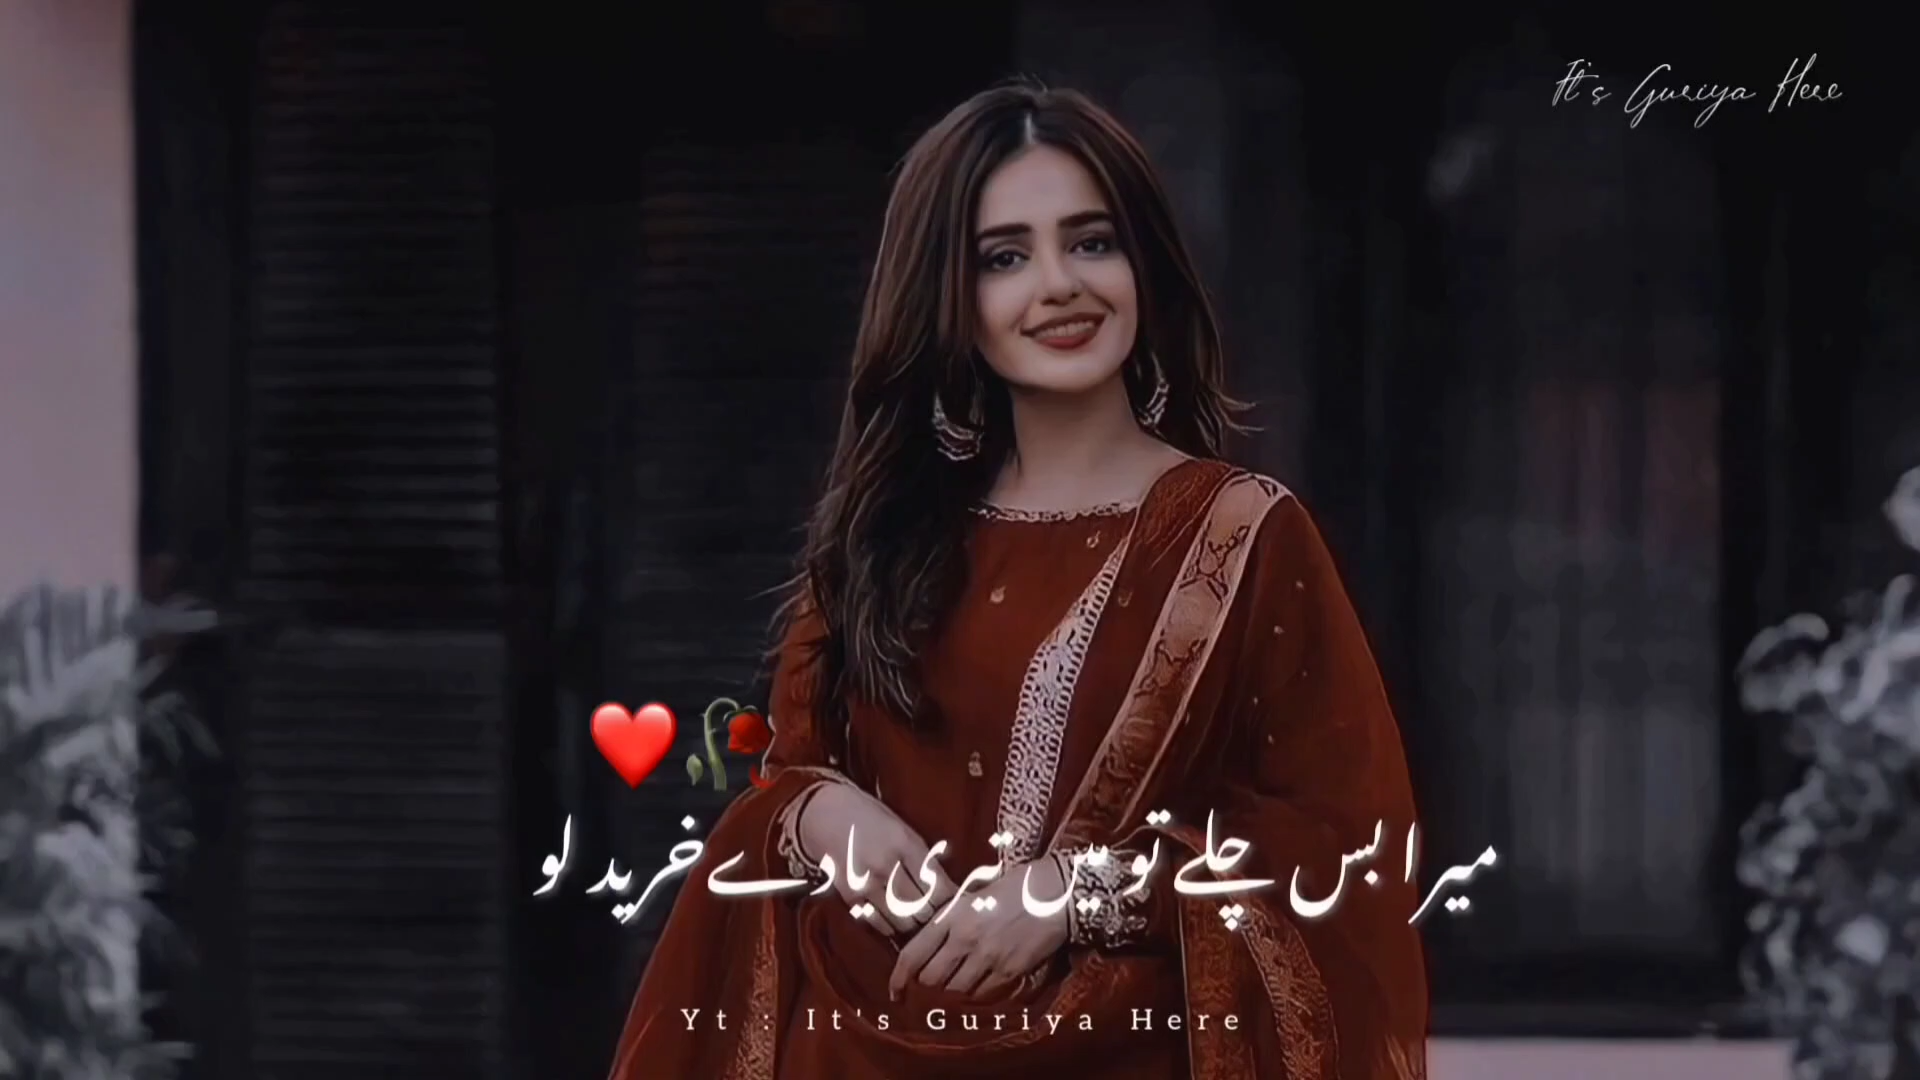 It's Guriya Here
❤️🥀
میرا بس چلے تو میں تیری یادے خرید لو
Yt : It's Guriya Here